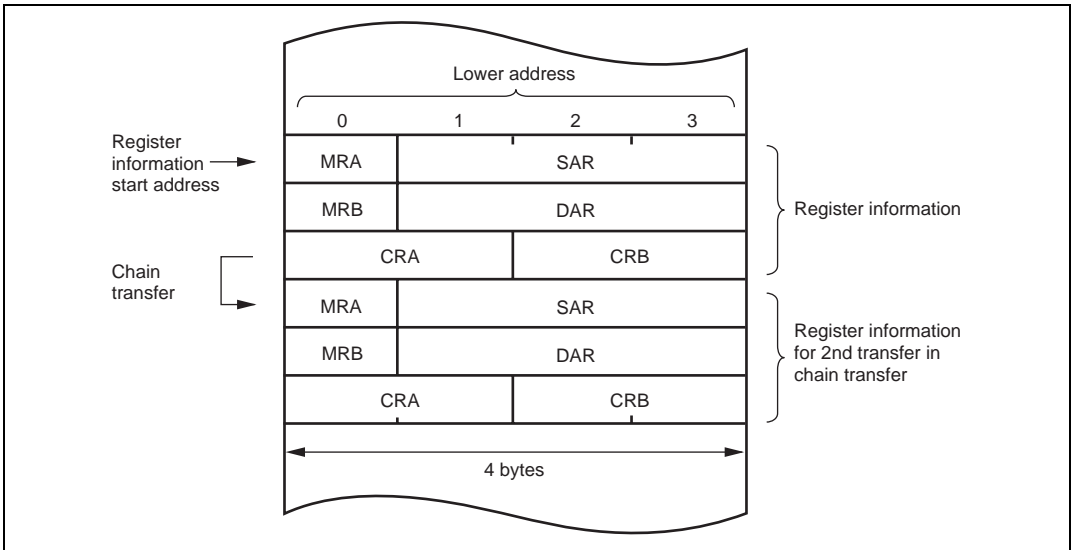 Lower address
0 1 2 3
Register
information
start address
MRA SAR
MRB DAR
Register information
CRA CRB
Chain
transfer
MRA SAR
MRB DAR
Register information
for 2nd transfer in
chain transfer
CRA CRB
4 bytes